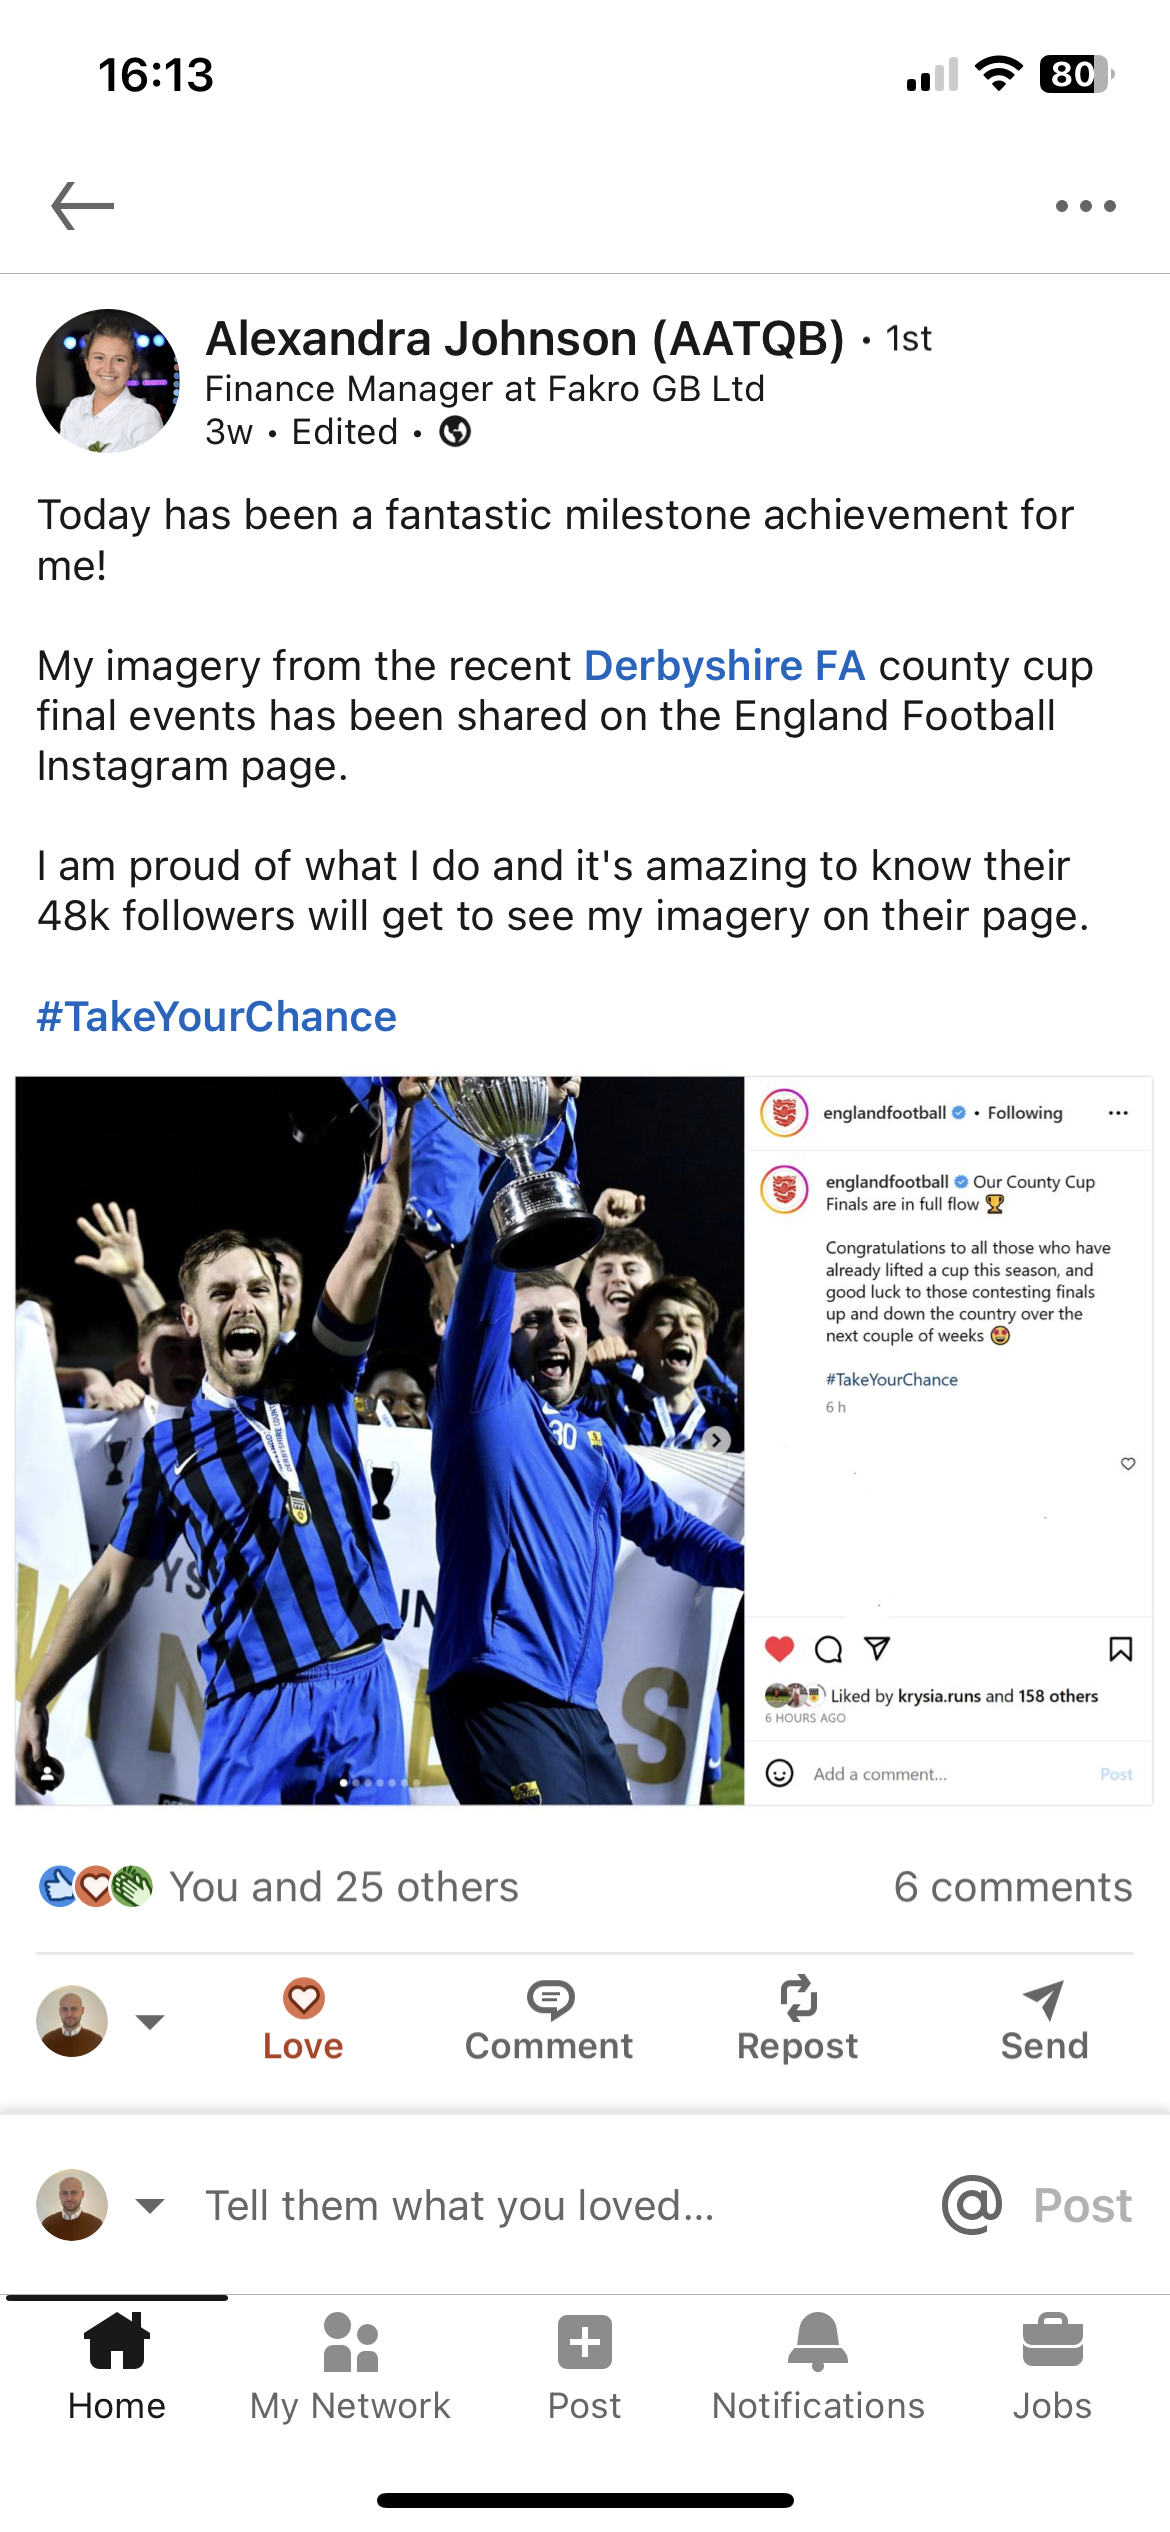 16:13
80
Alexandra Johnson (AATQB) • 1st
Finance Manager at Fakro GB Ltd
3w • Edited •
Today has been a fantastic milestone achievement for
me!
My imagery from the recent Derbyshire FA county cup
final events has been shared on the England Football
Instagram page.
I am proud of what I do and it's amazing to know their
48k followers will get to see my imagery on their page.
#TakeYourChance
30
englandfootball • Following
englandfootball Our County Cup
Finals are in full flow 🏆
Congratulations to all those who have
already lifted a cup this season, and
good luck to those contesting finals
up and down the country over the
next couple of weeks 🤩
#TakeYourChance
6 h
Liked by krysia.runs and 158 others
6 HOURS AGO
Add a comment...
Post
You and 25 others
6 comments
Love
Comment
Repost
Send
Tell them what you loved...
@
Post
Home
My Network
Post
Notifications
Jobs